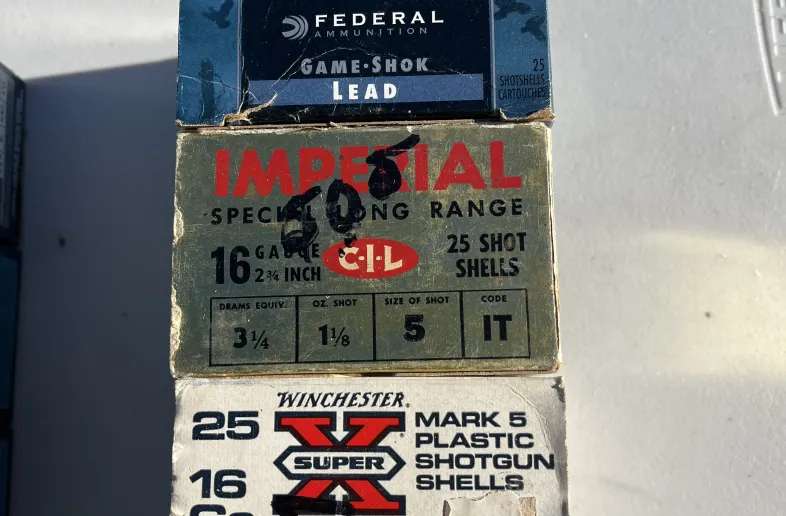 FEDERAL
AMMUNITION
GAME·SHOK
LEAD
25
SHOTSHELLS
CARTOUCHES
IMPERIAL
SPECIAL LONG RANGE
505
16 GAUGE
2¾ INCH
C·I·L
25 SHOT
SHELLS
DRAMS EQUIV. OZ. SHOT SIZE OF SHOT CODE
3¼ 1⅛ 5 IT
WINCHESTER
25
SUPER X
16
MARK 5
PLASTIC
SHOTGUN
SHELLS